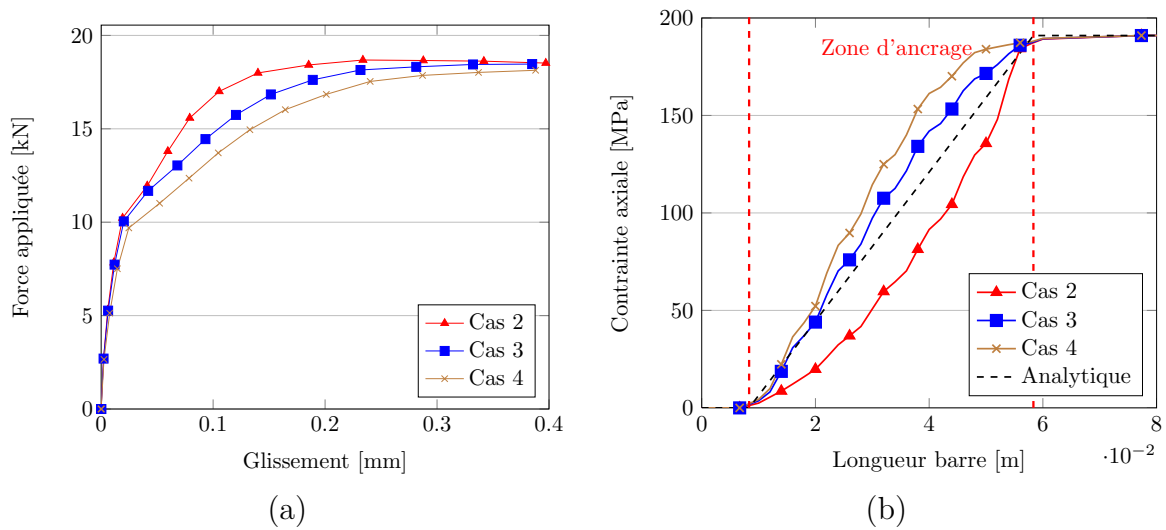 20
15
10
5
0
0
0.1
0.2
0.3
0.4
Force appliquée [kN]
Glissement [mm]
Cas 2
Cas 3
Cas 4
(a)
200
150
100
50
0
0
2
4
6
8
·10⁻²
Contrainte axiale [MPa]
Longueur barre [m]
Zone d'ancrage
Cas 2
Cas 3
Cas 4
Analytique
(b)